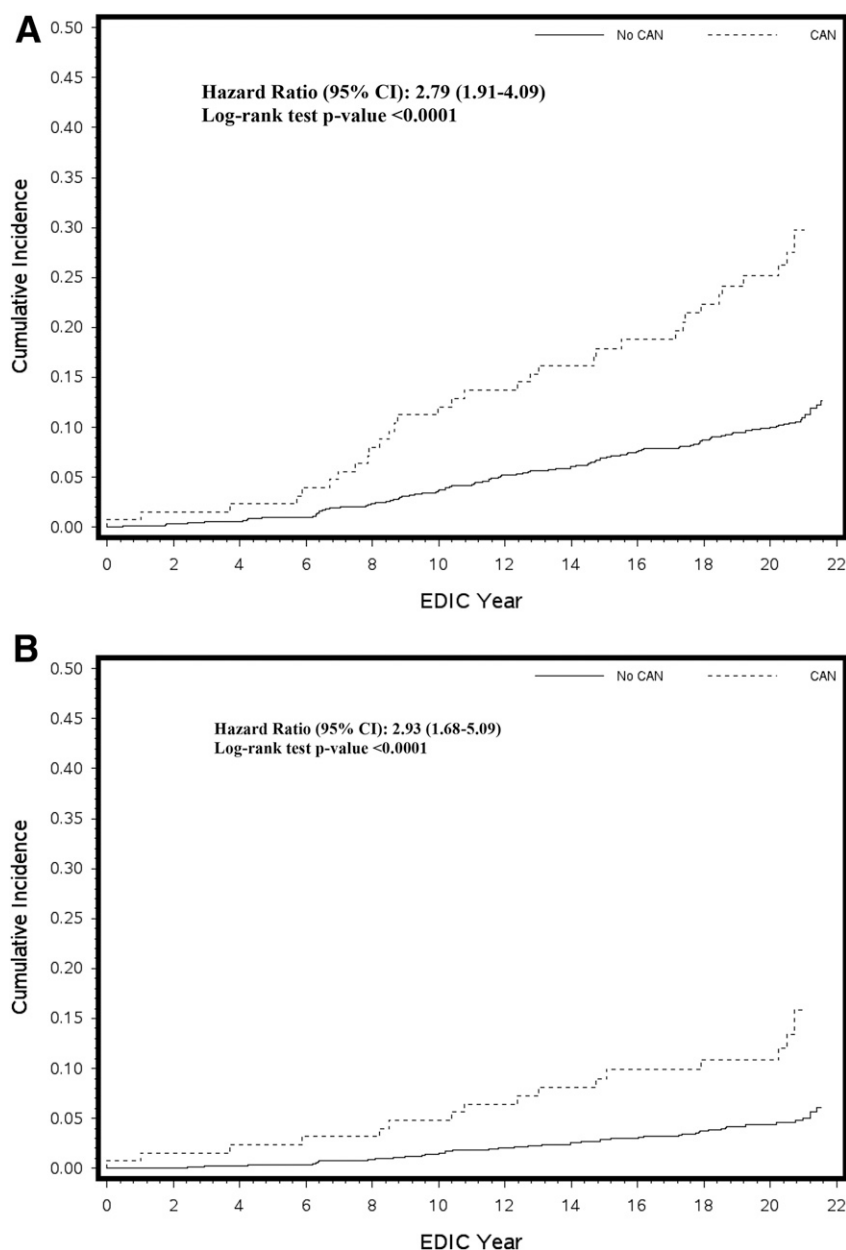 A
No CAN CAN
Hazard Ratio (95% CI): 2.79 (1.91-4.09)
Log-rank test p-value <0.0001
0.50
0.45
0.40
0.35
0.30
0.25
0.20
0.15
0.10
0.05
0.00
Cumulative Incidence
0 2 4 6 8 10 12 14 16 18 20 22
EDIC Year
B
No CAN CAN
Hazard Ratio (95% CI): 2.93 (1.68-5.09)
Log-rank test p-value <0.0001
0.50
0.45
0.40
0.35
0.30
0.25
0.20
0.15
0.10
0.05
0.00
Cumulative Incidence
0 2 4 6 8 10 12 14 16 18 20 22
EDIC Year